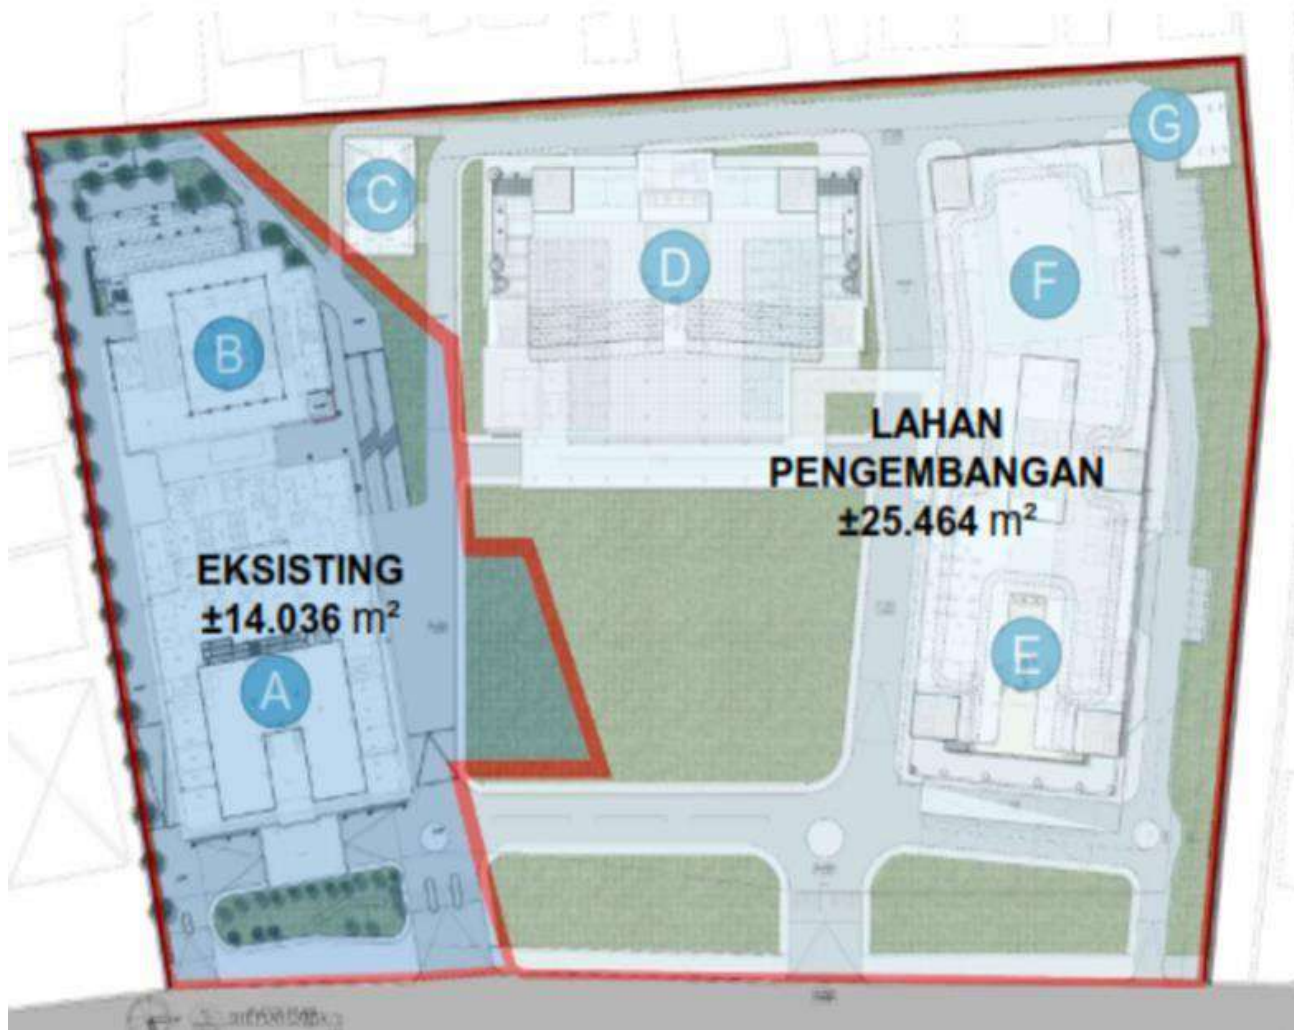 G
C
D
F
B
LAHAN
PENGEMBANGAN
±25.464 m²
EKSISTING
±14.036 m²
E
A